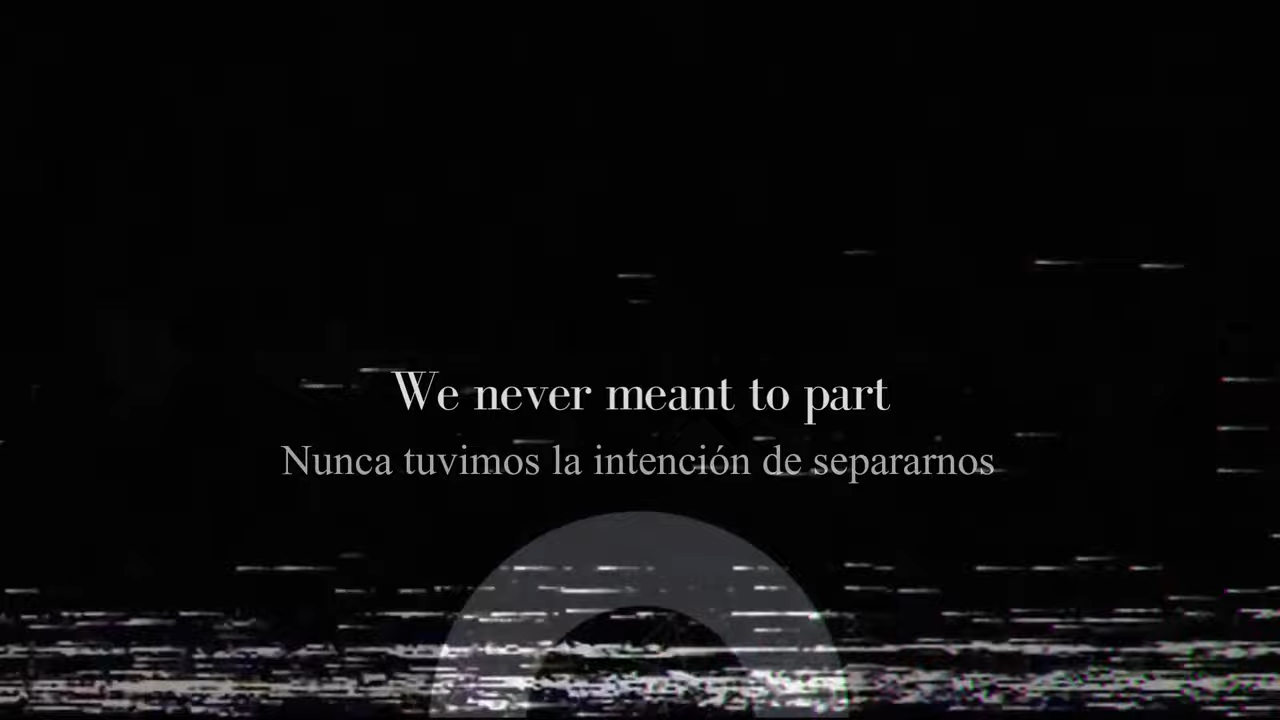 We never meant to part
Nunca tuvimos la intención de separarnos